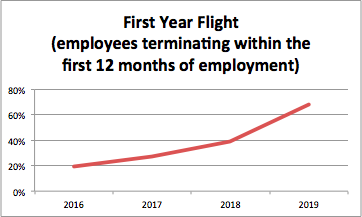 First Year Flight
(employees terminating within the
first 12 months of employment)
80%
60%
40%
20%
0%
2016 2017 2018 2019